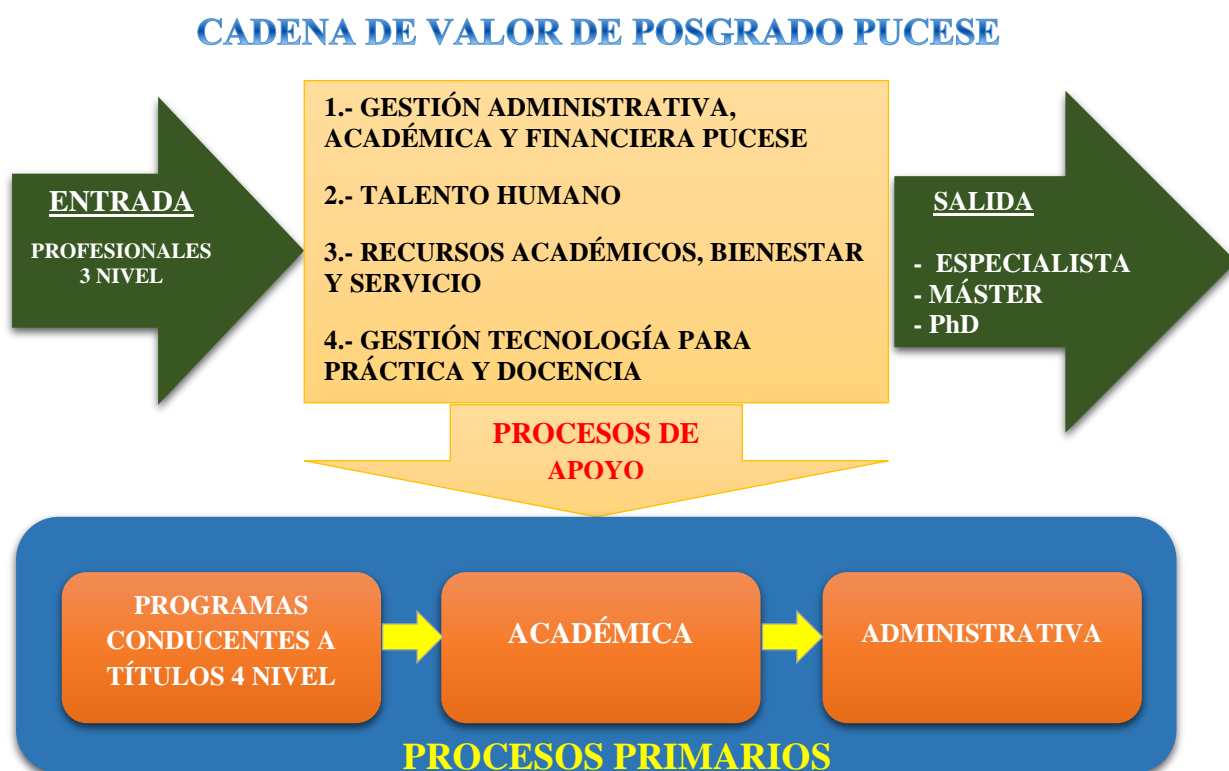 CADENA DE VALOR DE POSGRADO PUCESE
ENTRADA
PROFESIONALES
3 NIVEL
1.- GESTIÓN ADMINISTRATIVA,
ACADÉMICA Y FINANCIERA PUCESE
2.- TALENTO HUMANO
3.- RECURSOS ACADÉMICOS, BIENESTAR
Y SERVICIO
4.- GESTIÓN TECNOLOGÍA PARA
PRÁCTICA Y DOCENCIA
SALIDA
- ESPECIALISTA
- MÁSTER
- PhD
PROCESOS DE
APOYO
PROGRAMAS
CONDUCENTES A
TÍTULOS 4 NIVEL
ACADÉMICA
ADMINISTRATIVA
PROCESOS PRIMARIOS